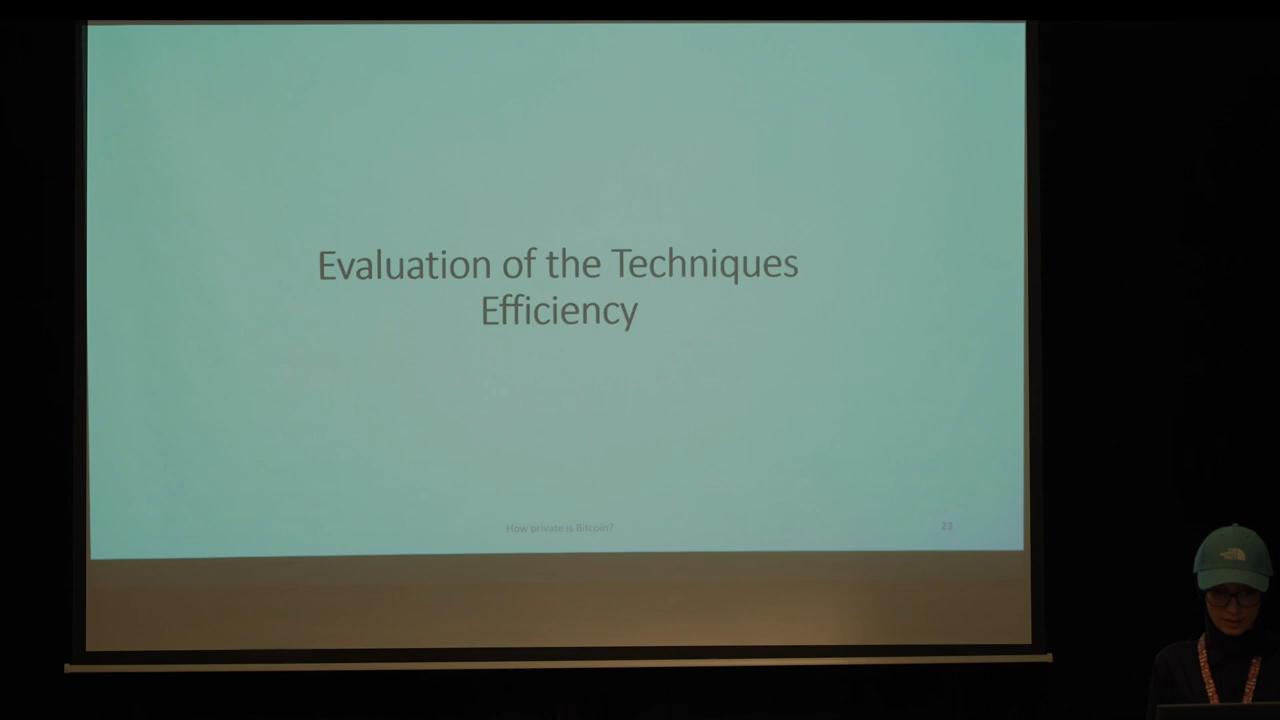 Evaluation of the Techniques
Efficiency
How private is Bitcoin?
23